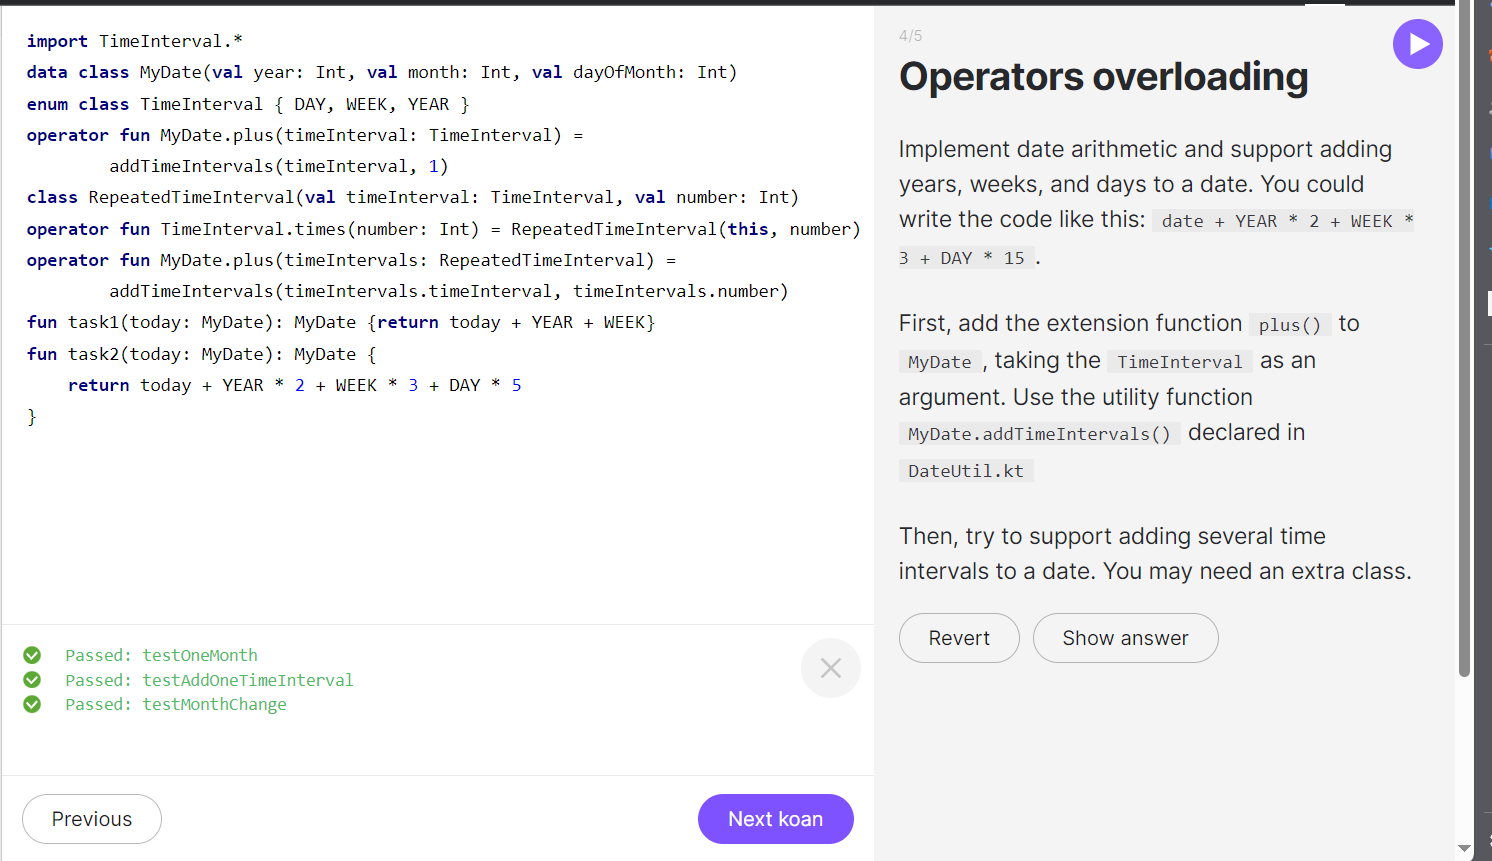 import TimeInterval.*
data class MyDate(val year: Int, val month: Int, val dayOfMonth: Int)
enum class TimeInterval { DAY, WEEK, YEAR }
operator fun MyDate.plus(timeInterval: TimeInterval) =
        addTimeIntervals(timeInterval, 1)
class RepeatedTimeInterval(val timeInterval: TimeInterval, val number: Int)
operator fun TimeInterval.times(number: Int) = RepeatedTimeInterval(this, number)
operator fun MyDate.plus(timeIntervals: RepeatedTimeInterval) =
        addTimeIntervals(timeIntervals.timeInterval, timeIntervals.number)
fun task1(today: MyDate): MyDate {return today + YEAR + WEEK}
fun task2(today: MyDate): MyDate {
    return today + YEAR * 2 + WEEK * 3 + DAY * 5
}
Passed: testOneMonth
Passed: testAddOneTimeInterval
Passed: testMonthChange
Previous
Next koan
4/5
Operators overloading
Implement date arithmetic and support adding
years, weeks, and days to a date. You could
write the code like this: date + YEAR * 2 + WEEK *
3 + DAY * 15 .
First, add the extension function plus() to
MyDate , taking the TimeInterval as an
argument. Use the utility function
MyDate.addTimeIntervals() declared in
DateUtil.kt
Then, try to support adding several time
intervals to a date. You may need an extra class.
Revert
Show answer